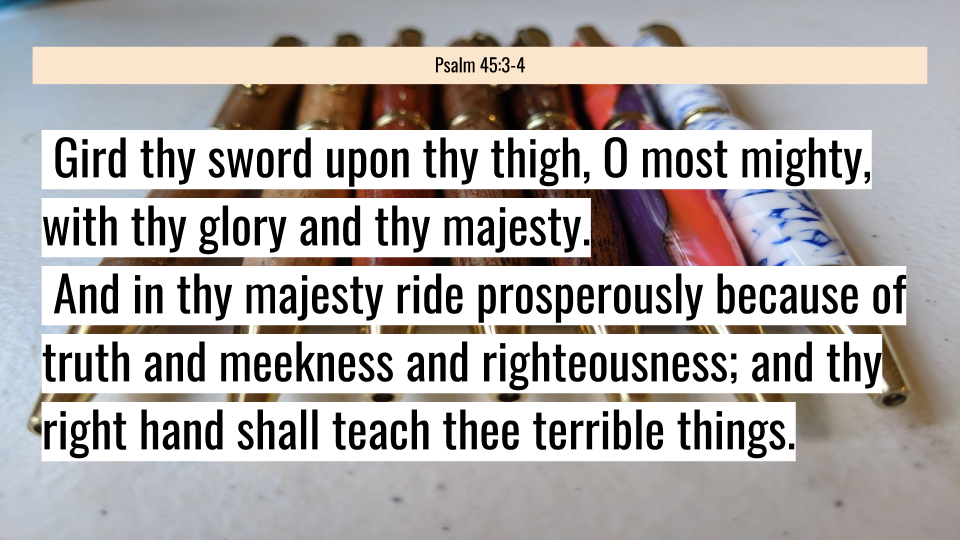 Psalm 45:3-4
Gird thy sword upon thy thigh, O most mighty,
with thy glory and thy majesty.
And in thy majesty ride prosperously because of
truth and meekness and righteousness; and thy
right hand shall teach thee terrible things.